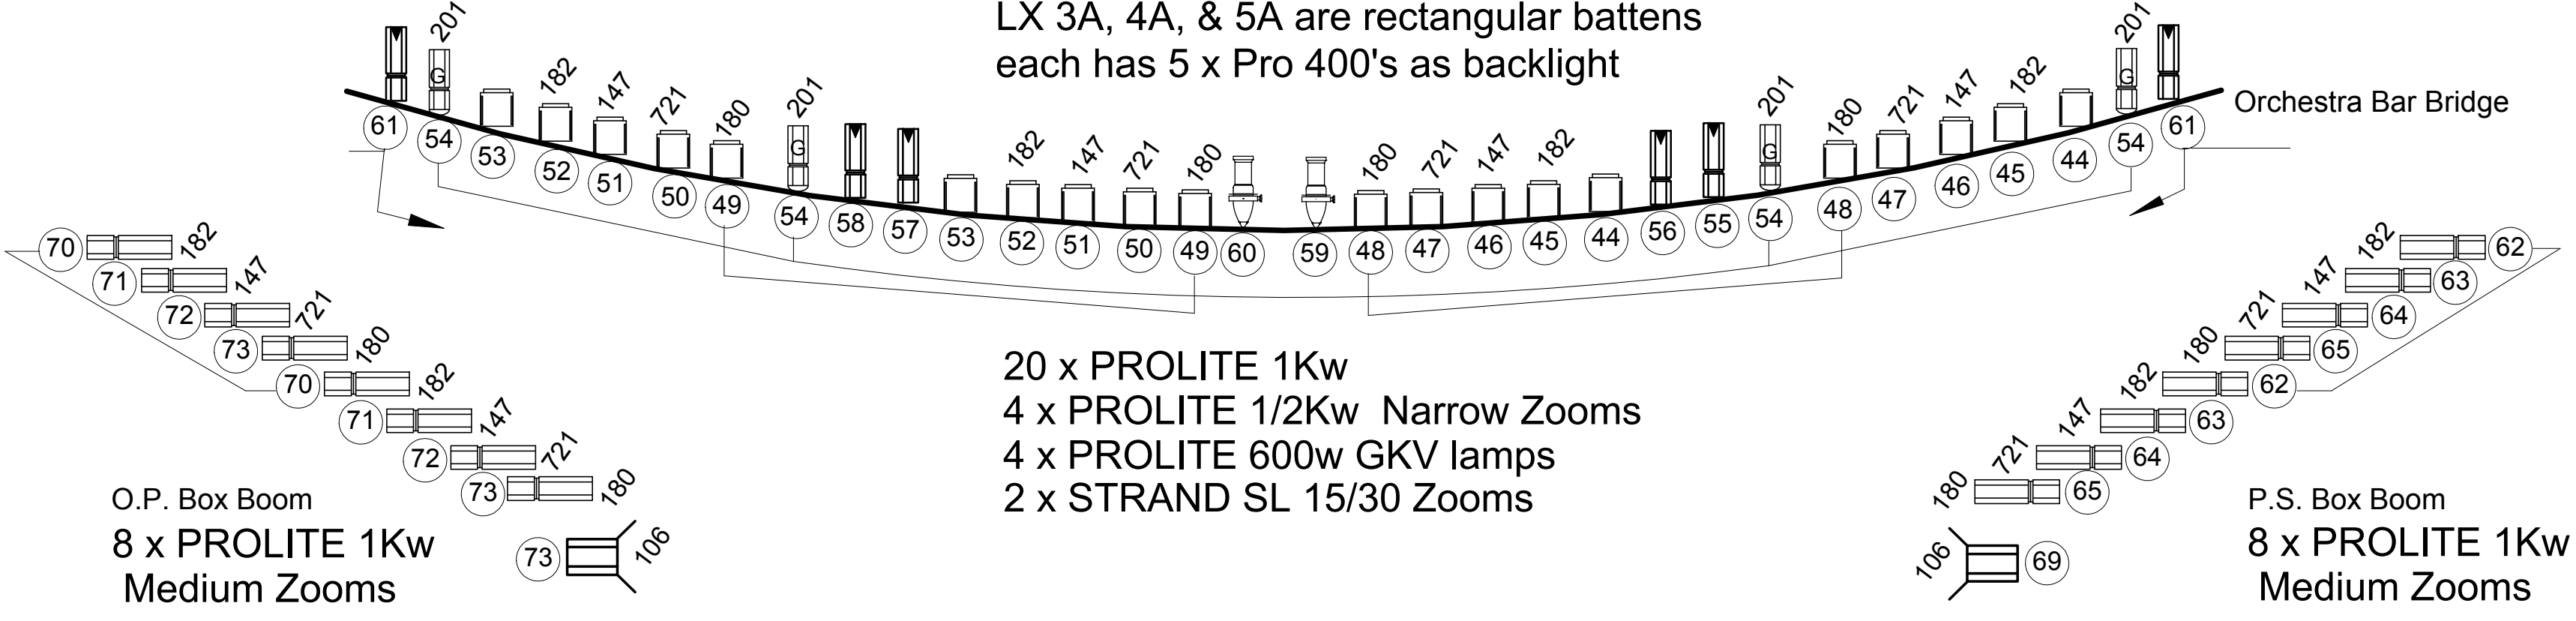 LX 3A, 4A, & 5A are rectangular battens
each has 5 x Pro 400's as backlight
Orchestra Bar Bridge
201 182 147 721 180 201 182 147 721 180 180 721 147 182 201 180 721 147 182 201
G G G G
61 54 53 52 51 50 49 54 58 57 53 52 51 50 49 60 59 48 47 46 45 44 56 55 54 48 47 46 45 44 54 61
70 182
71 147
72 721
73 180
70 182
71 147
72 721
73 180
73 106
O.P. Box Boom
8 x PROLITE 1Kw
Medium Zooms
20 x PROLITE 1Kw
4 x PROLITE 1/2Kw Narrow Zooms
4 x PROLITE 600w GKV lamps
2 x STRAND SL 15/30 Zooms
182 62
147 63
721 64
180 65
182 62
147 63
721 64
180 65
106 69
P.S. Box Boom
8 x PROLITE 1Kw
Medium Zooms